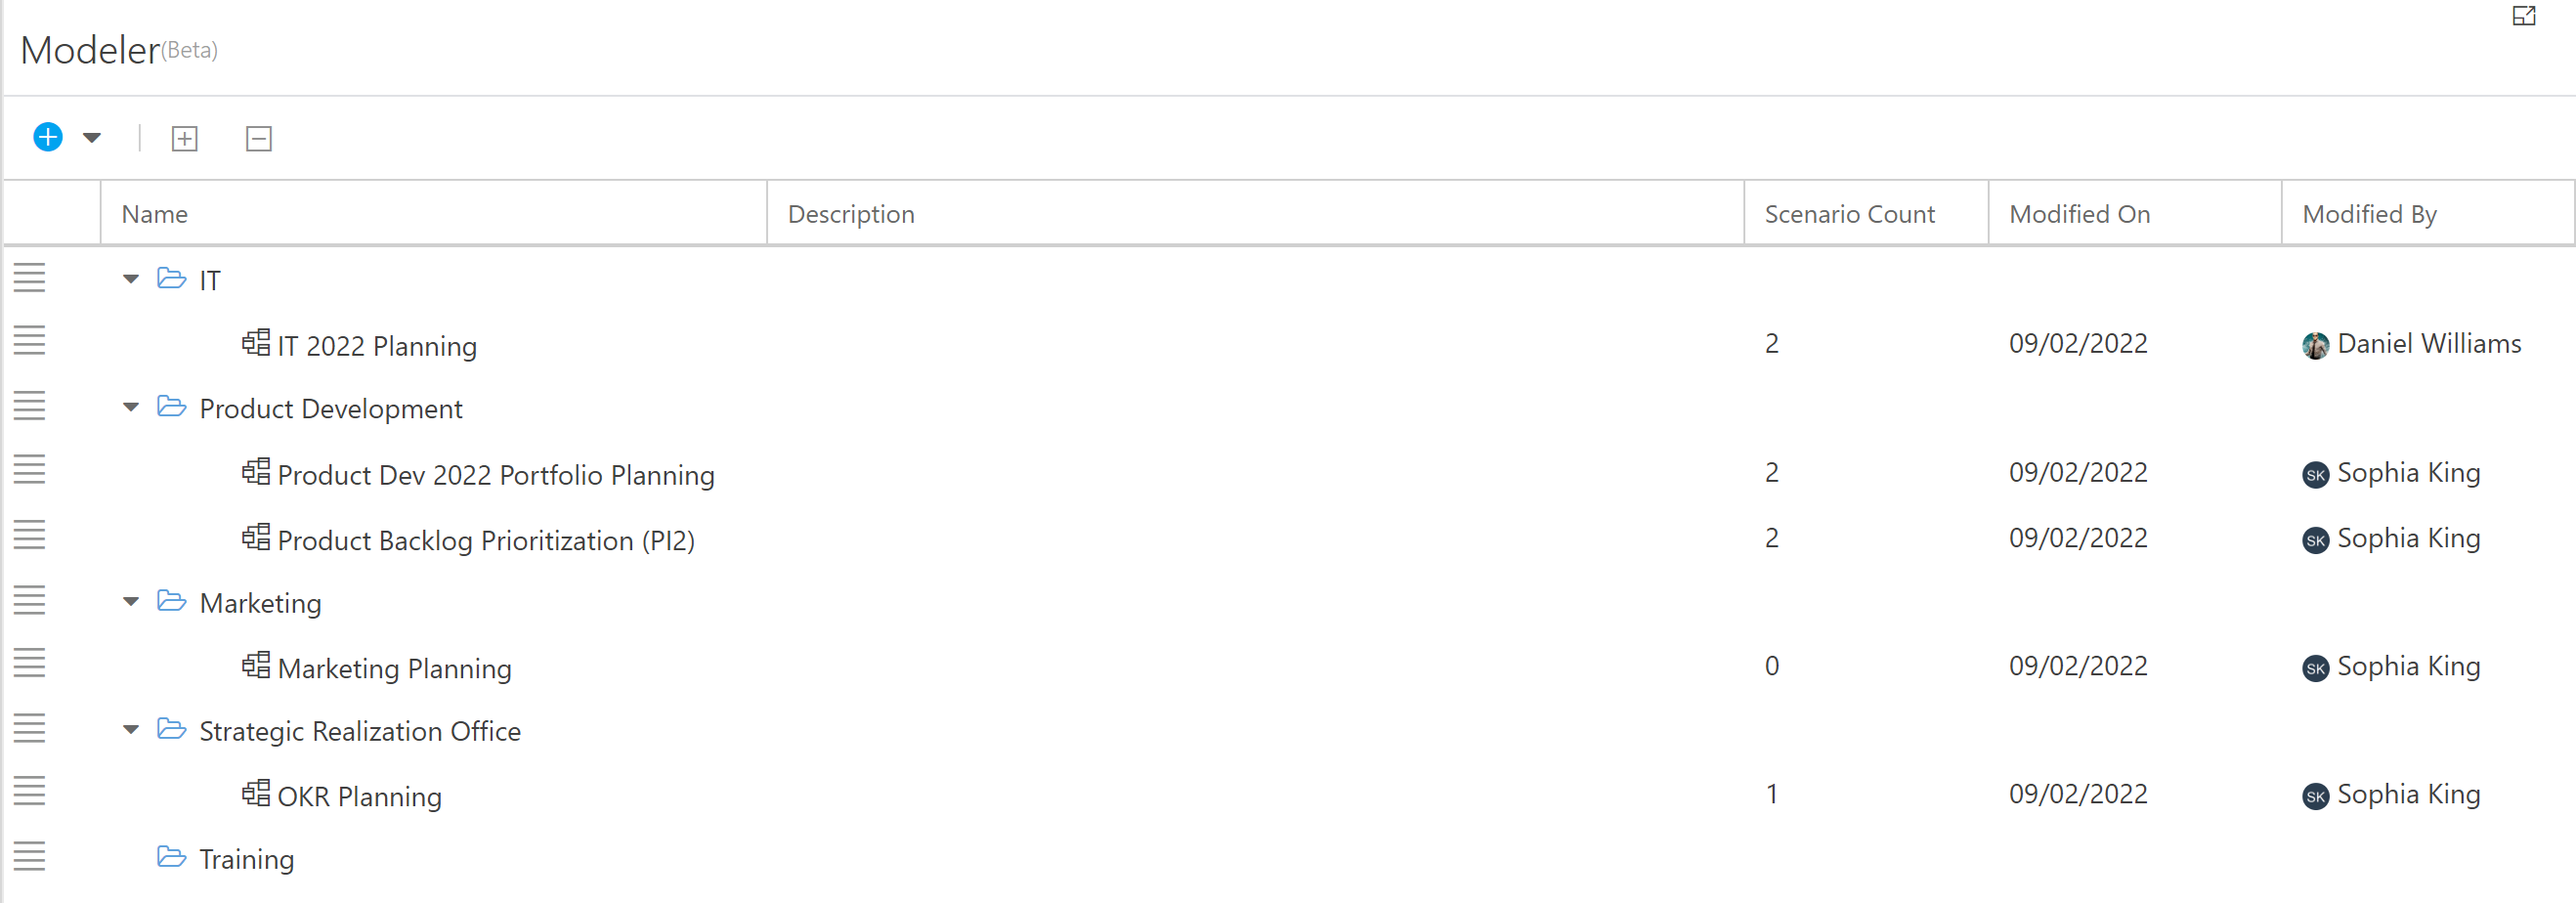 Modeler(Beta)
Name Description Scenario Count Modified On Modified By
IT
IT 2022 Planning 2 09/02/2022 Daniel Williams
Product Development
Product Dev 2022 Portfolio Planning 2 09/02/2022 SK Sophia King
Product Backlog Prioritization (PI2) 2 09/02/2022 SK Sophia King
Marketing
Marketing Planning 0 09/02/2022 SK Sophia King
Strategic Realization Office
OKR Planning 1 09/02/2022 SK Sophia King
Training